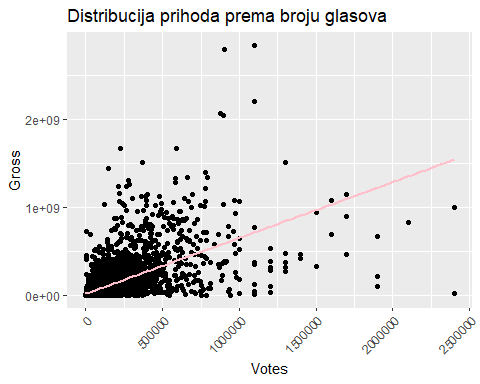 Distribucija prihoda prema broju glasova
Gross
2e+09
1e+09
0e+00
0
500000
1000000
1500000
2000000
2500000
Votes